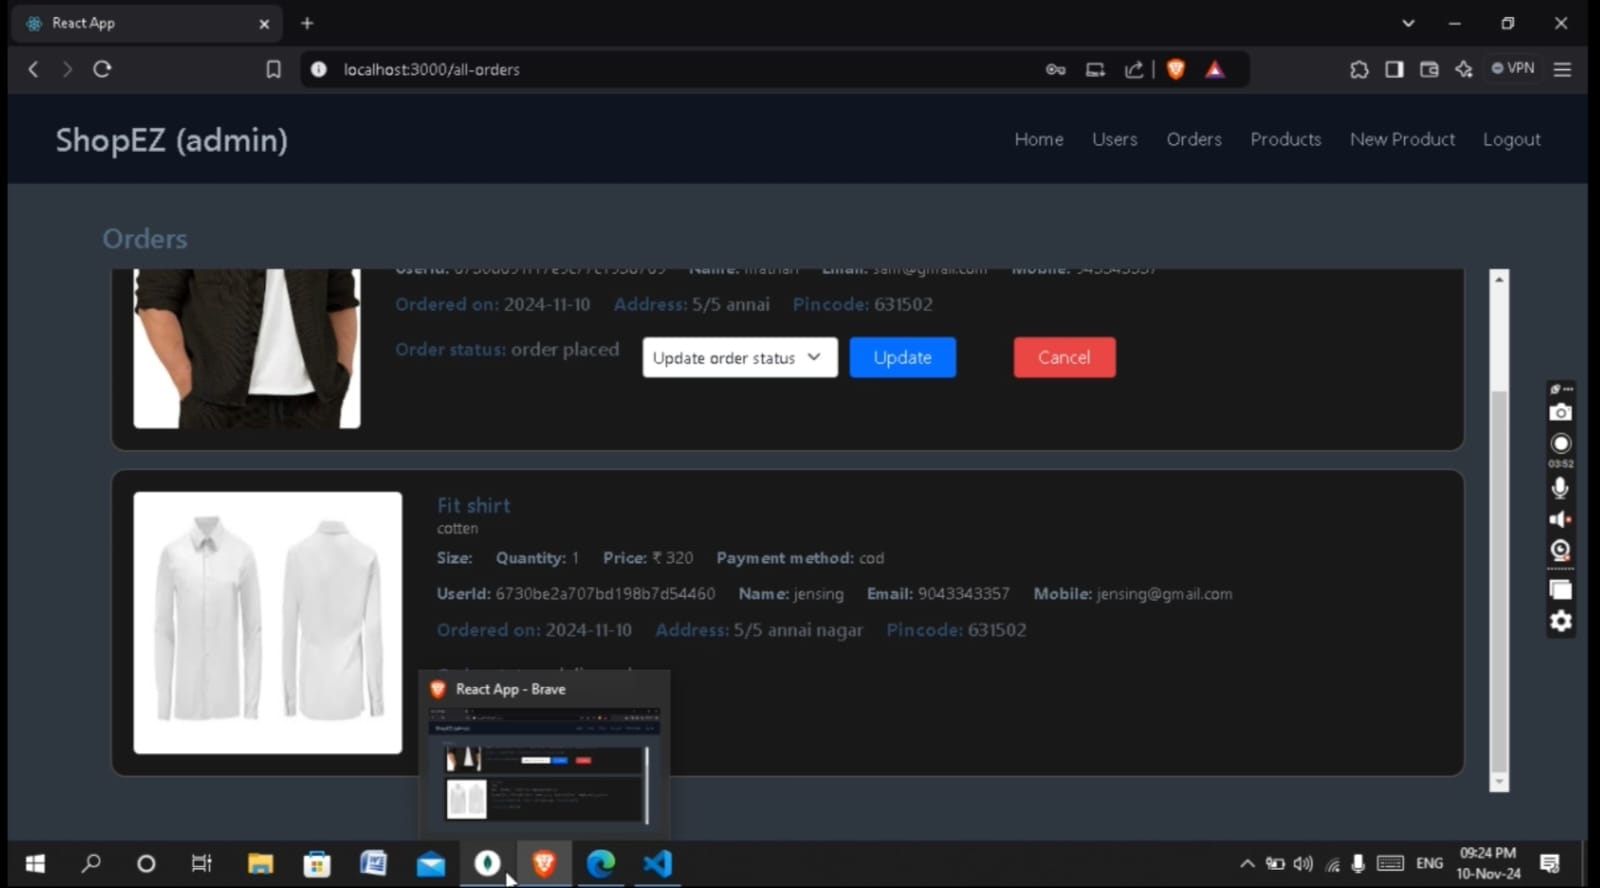 React App
localhost:3000/all-orders
VPN
ShopEZ (admin)
Home Users Orders Products New Product Logout
Orders
Ordered on: 2024-11-10 Address: 5/5 annai Pincode: 631502
Order status: order placed Update order status Update Cancel
Fit shirt
cotten
Size: Quantity: 1 Price: ₹ 320 Payment method: cod
UserId: 6730be2a707bd198b7d54460 Name: jensing Email: 9043343357 Mobile: jensing@gmail.com
Ordered on: 2024-11-10 Address: 5/5 annai nagar Pincode: 631502
React App - Brave
03:52
ENG
09:24 PM
10-Nov-24